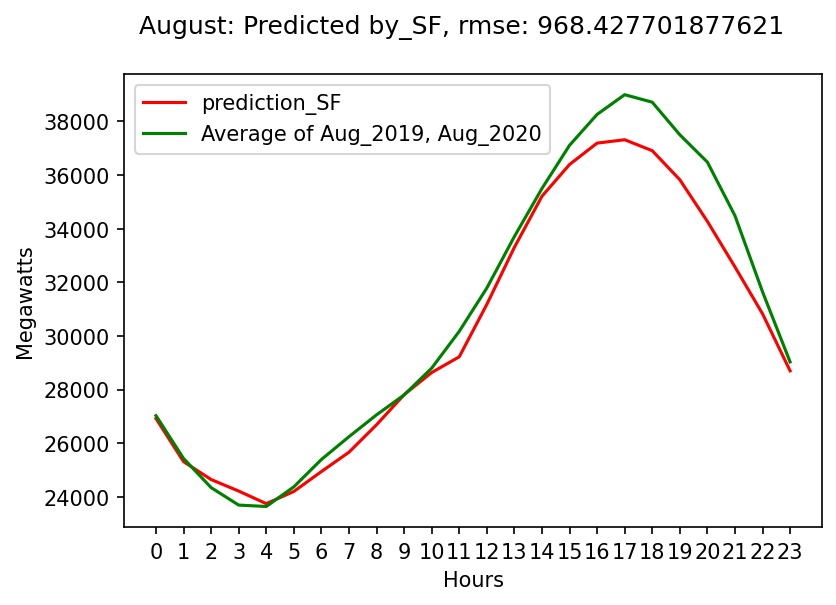 August: Predicted by_SF, rmse: 968.427701877621
prediction_SF
Average of Aug_2019, Aug_2020
38000
36000
34000
32000
30000
28000
26000
24000
Megawatts
0 1 2 3 4 5 6 7 8 9 10 11 12 13 14 15 16 17 18 19 20 21 22 23
Hours